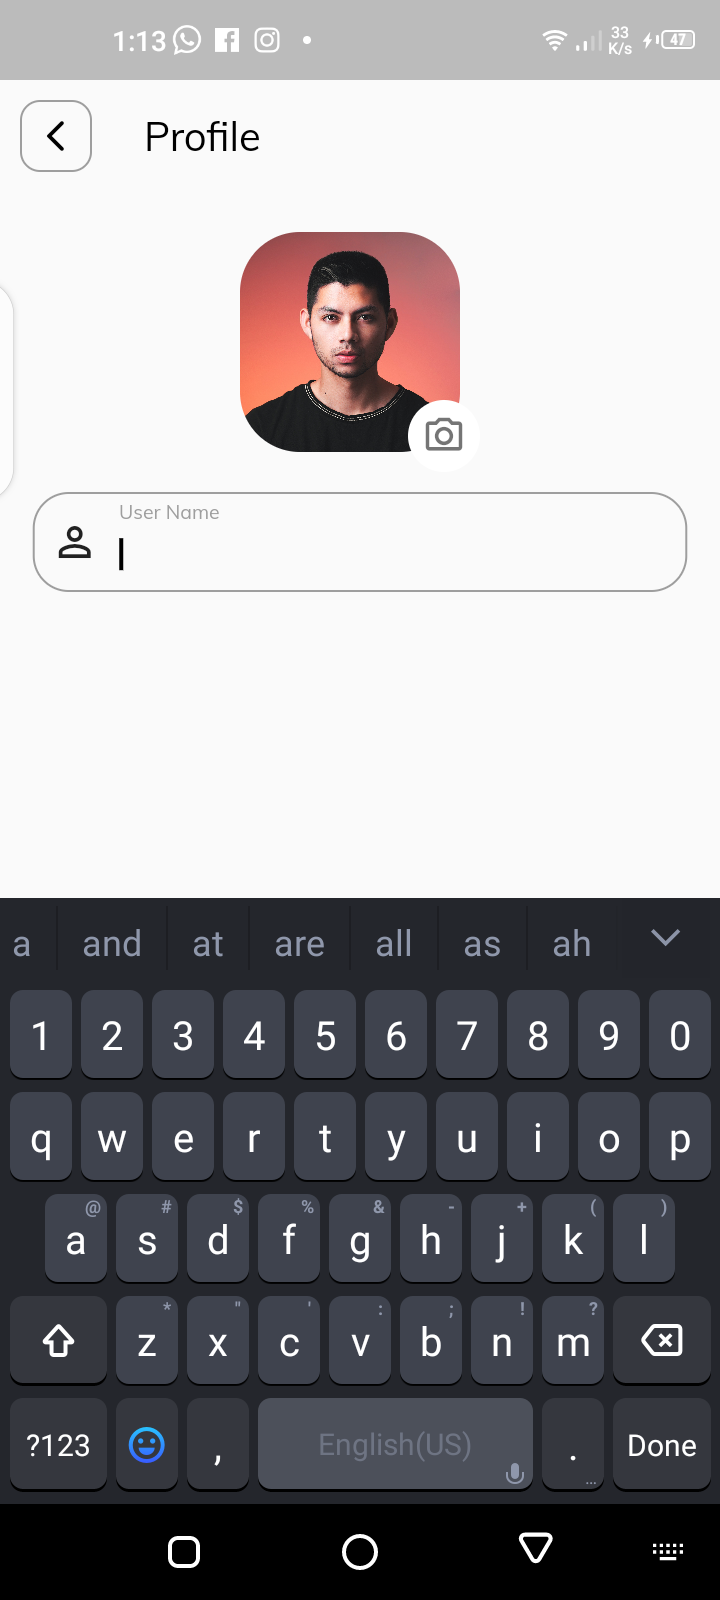 1:13 33 K/s 47
Profile
User Name
a and at are all as ah
1 2 3 4 5 6 7 8 9 0
q w e r t y u i o p
@ # $ % & - + ( )
a s d f g h j k l
* " ' : ; ! ?
z x c v b n m
?123 , English(US) . ... Done